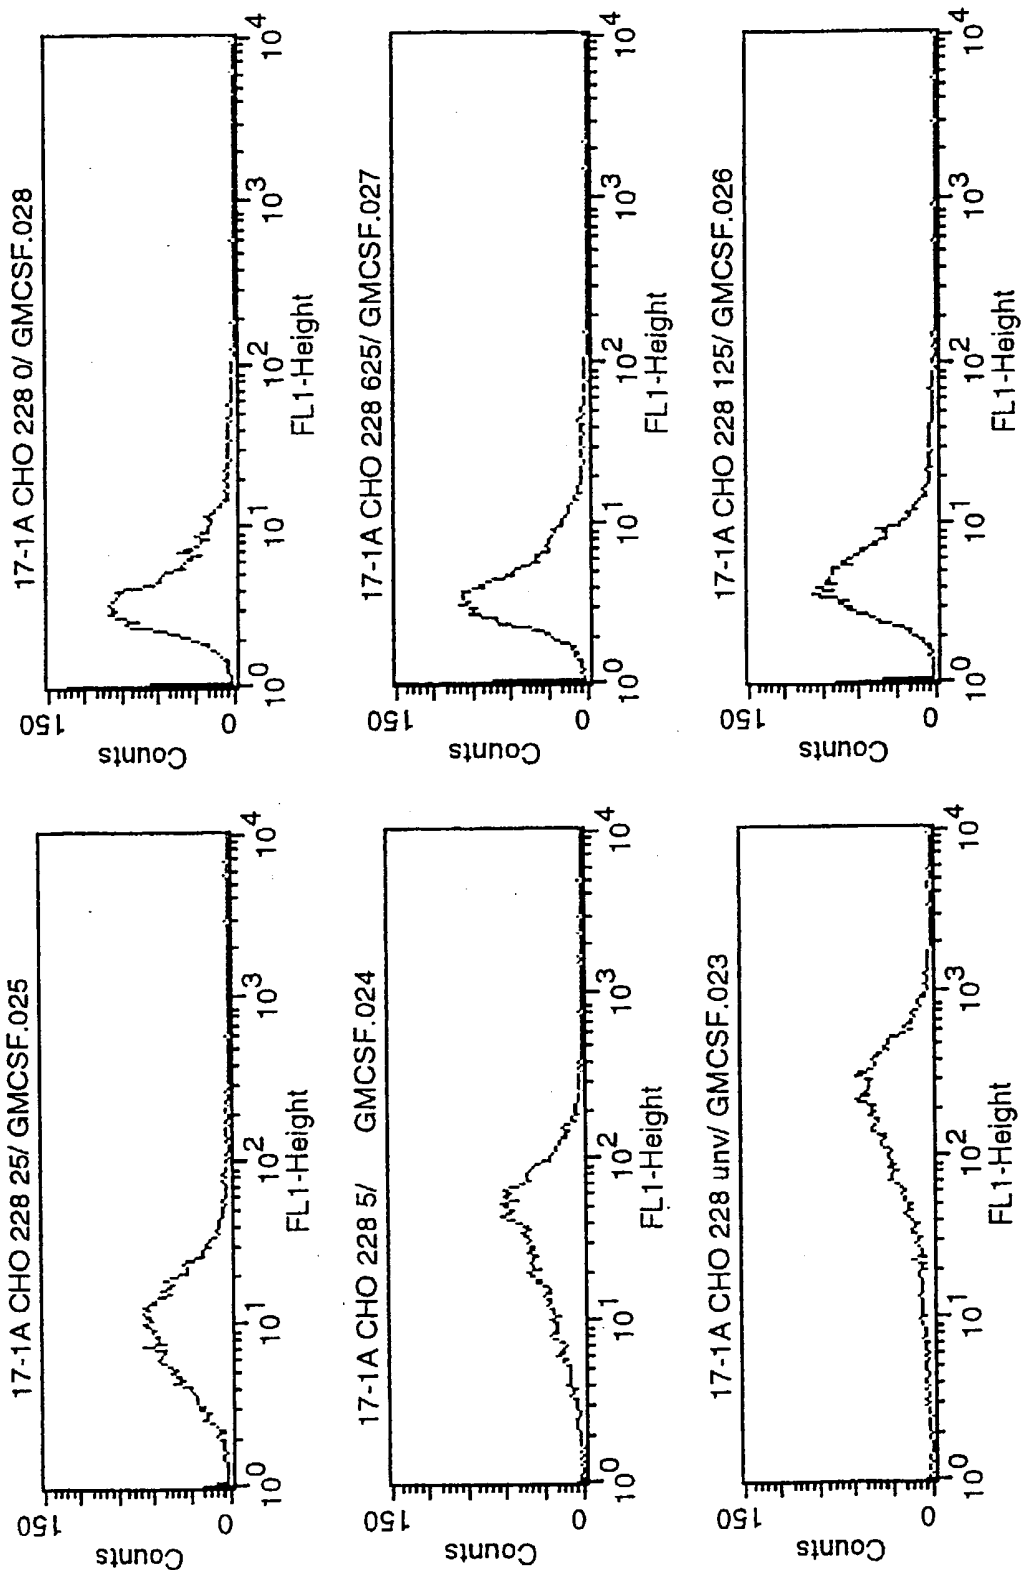 17-1A CHO 228 25/ GMCSF.025
150
0
Counts
10^0 10^1 10^2 10^3 10^4
FL1-Height
17-1A CHO 228 0/ GMCSF.028
150
0
Counts
10^0 10^1 10^2 10^3 10^4
FL1-Height
17-1A CHO 228 5/ GMCSF.024
150
0
Counts
10^0 10^1 10^2 10^3 10^4
FL1-Height
17-1A CHO 228 625/ GMCSF.027
150
0
Counts
10^0 10^1 10^2 10^3 10^4
FL1-Height
17-1A CHO 228 unv/ GMCSF.023
150
0
Counts
10^0 10^1 10^2 10^3 10^4
FL1-Height
17-1A CHO 228 125/ GMCSF.026
150
0
Counts
10^0 10^1 10^2 10^3 10^4
FL1-Height